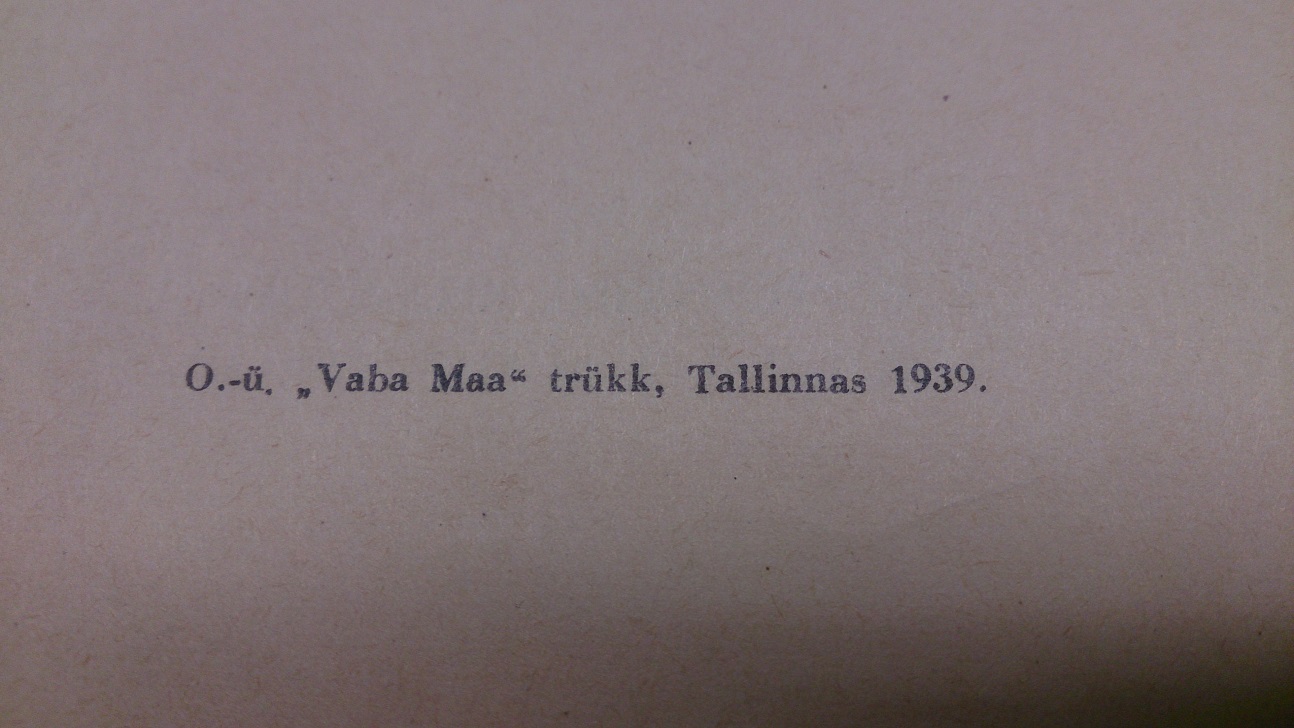 O.-ü. „Vaba Maa“ trükk, Tallinnas 1939.